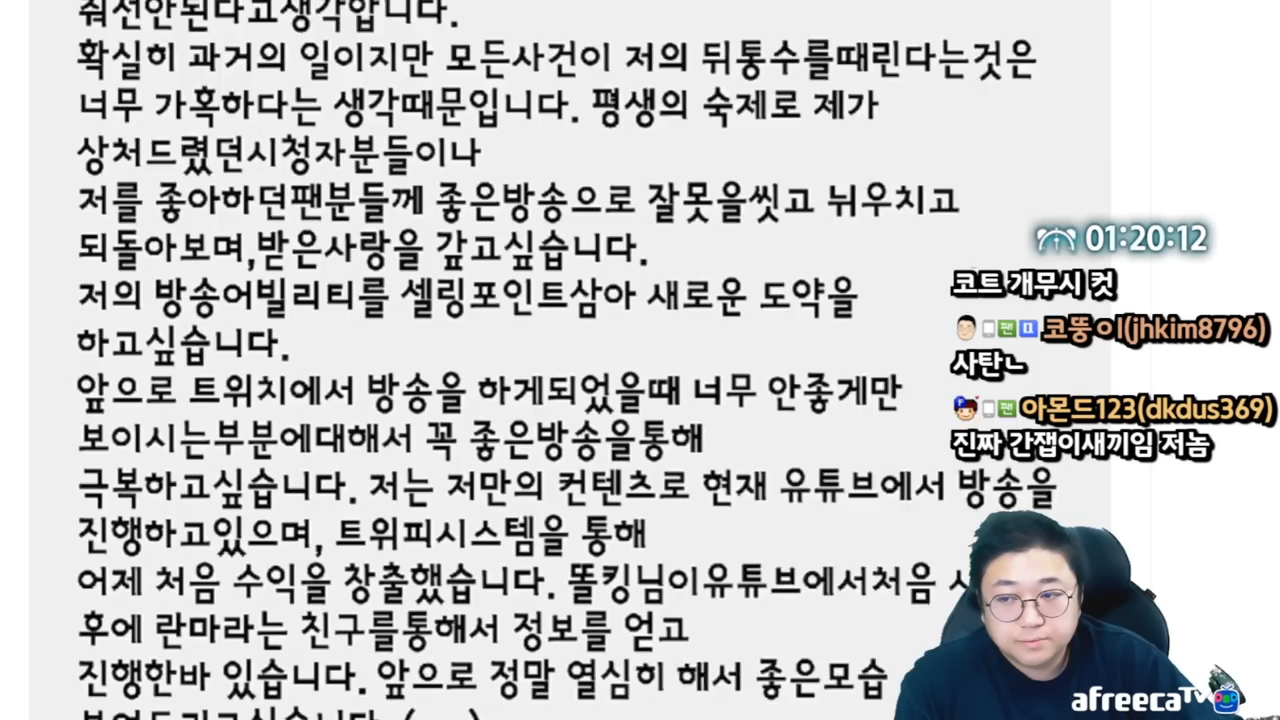 줘선안된다고생각합니다.
확실히 과거의 일이지만 모든사건이 저의 뒤통수를때린다는것은
너무 가혹하다는 생각때문입니다. 평생의 숙제로 제가
상처드렸던시청자분들이나
저를 좋아하던팬분들께 좋은방송으로 잘못을씻고 뉘우치고
되돌아보며,받은사랑을 갚고싶습니다.
저의 방송어빌리티를 셀링포인트삼아 새로운 도약을
하고싶습니다.
앞으로 트위치에서 방송을 하게되었을때 너무 안좋게만
보이시는부분에대해서 꼭 좋은방송을통해
극복하고싶습니다. 저는 저만의 컨텐츠로 현재 유튜브에서 방송을
진행하고있으며, 트위피시스템을 통해
어제 처음 수익을 창출했습니다. 똘킹님이유튜브에서처음
후에 란마라는 친구를통해서 정보를 얻고
진행한바 있습니다. 앞으로 정말 열심히 해서 좋은모습
01:20:12
코트 개무시 컷
코뚱이(jhkim8796)
사탄ㄴ
아몬드123(dkdus369)
진짜 간잽이새끼임 저놈
afreecaTV